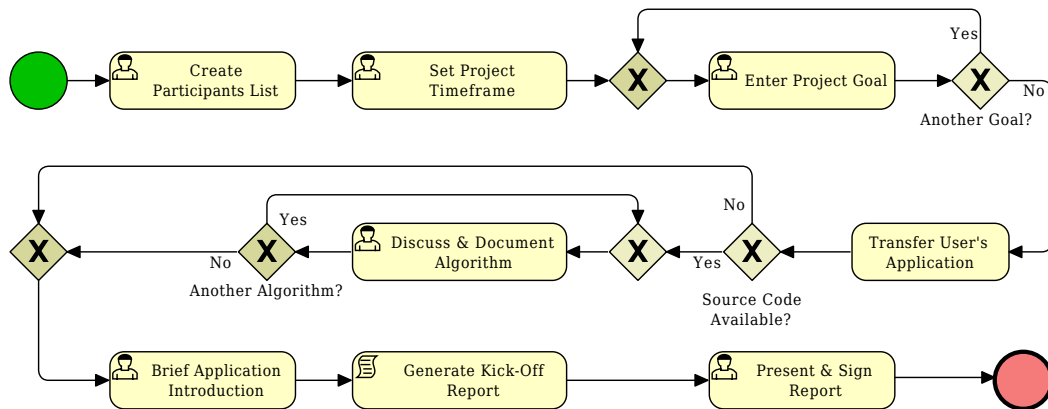 Create
Participants List
Set Project
Timeframe
X
Enter Project Goal
X
Yes
No
Another Goal?
X
No
Another Algorithm?
X
Yes
Discuss & Document
Algorithm
X
Yes
X
No
Source Code
Available?
Transfer User's
Application
Brief Application
Introduction
Generate Kick-Off
Report
Present & Sign
Report